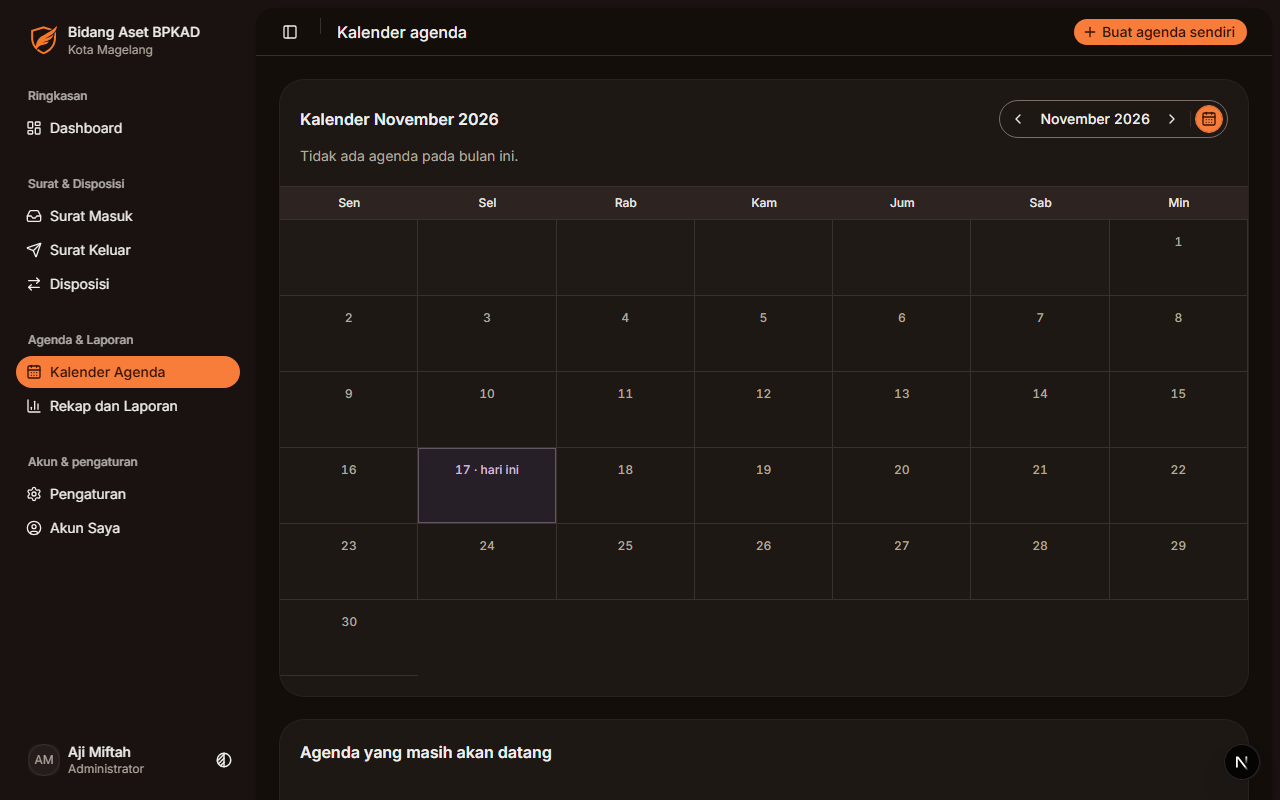 Bidang Aset BPKAD
Kota Magelang
Ringkasan
Dashboard
Surat & Disposisi
Surat Masuk
Surat Keluar
Disposisi
Agenda & Laporan
Kalender Agenda
Rekap dan Laporan
Akun & pengaturan
Pengaturan
Akun Saya
AM
Aji Miftah
Administrator
Kalender agenda
+ Buat agenda sendiri
Kalender November 2026
November 2026
Tidak ada agenda pada bulan ini.
Sen Sel Rab Kam Jum Sab Min
1
2 3 4 5 6 7 8
9 10 11 12 13 14 15
16 17 · hari ini 18 19 20 21 22
23 24 25 26 27 28 29
30
Agenda yang masih akan datang
N